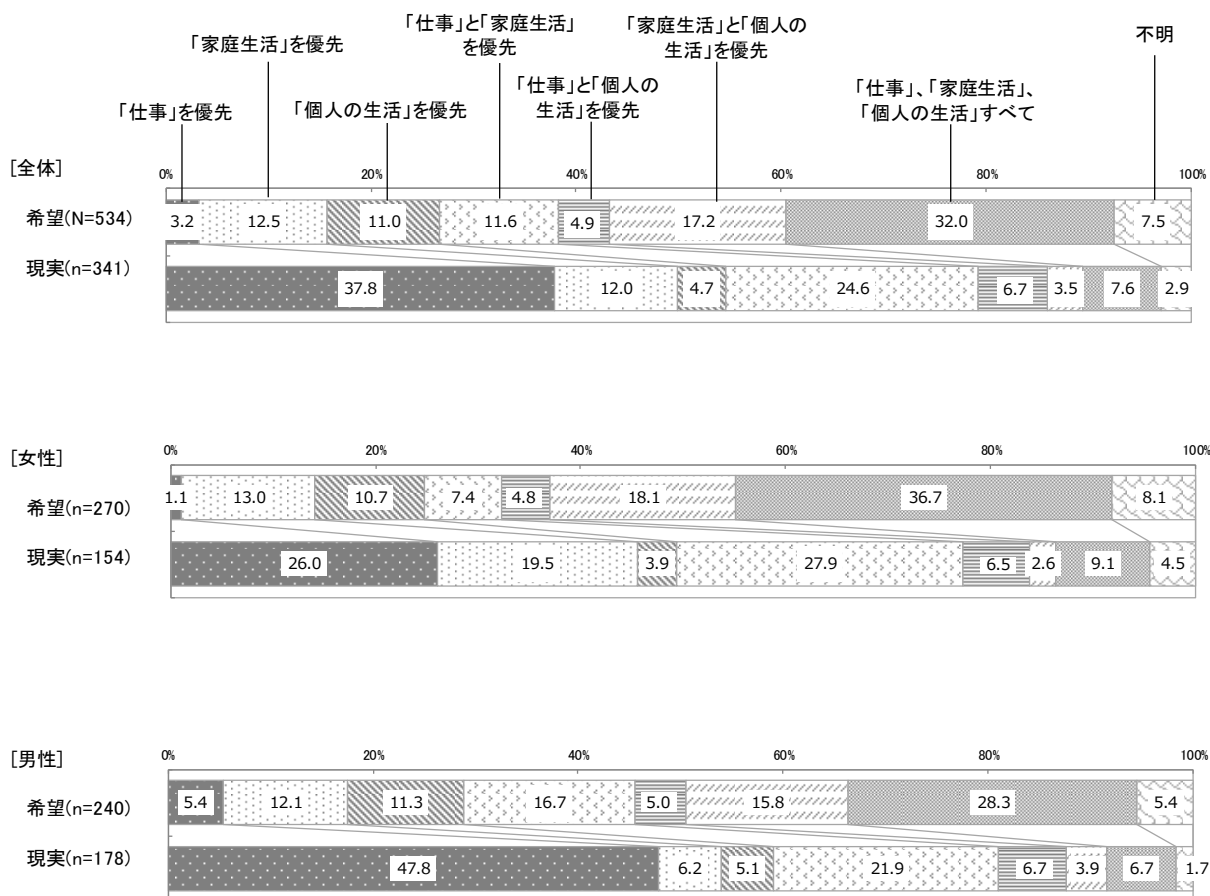 「仕事」と「家庭生活」
を優先
「家庭生活」と「個人の
生活」を優先
不明
「家庭生活」を優先
「仕事」と「個人の
生活」を優先
「仕事」、「家庭生活」、
「個人の生活」すべて
「仕事」を優先
「個人の生活」を優先
[全体]
0% 20% 40% 60% 80% 100%
希望(N=534) 3.2 12.5 11.0 11.6 4.9 17.2 32.0 7.5
現実(n=341) 37.8 12.0 4.7 24.6 6.7 3.5 7.6 2.9
[女性]
0% 20% 40% 60% 80% 100%
希望(n=270) 1.1 13.0 10.7 7.4 4.8 18.1 36.7 8.1
現実(n=154) 26.0 19.5 3.9 27.9 6.5 2.6 9.1 4.5
[男性]
0% 20% 40% 60% 80% 100%
希望(n=240) 5.4 12.1 11.3 16.7 5.0 15.8 28.3 5.4
現実(n=178) 47.8 6.2 5.1 21.9 6.7 3.9 6.7 1.7